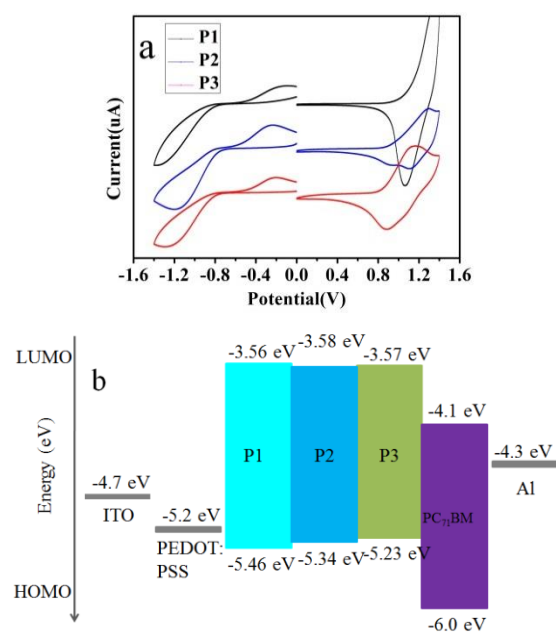 a
P1
P2
P3
Current(uA)
-1.6 -1.2 -0.8 -0.4 0.0 0.4 0.8 1.2 1.6
Potential(V)
b
LUMO
Energy (eV)
HOMO
-3.56 eV
-3.58 eV
-3.57 eV
-4.1 eV
-4.3 eV
Al
-4.7 eV
ITO
-5.2 eV
PEDOT:
PSS
P1
P2
P3
PC71BM
-5.46 eV
-5.34 eV
-5.23 eV
-6.0 eV